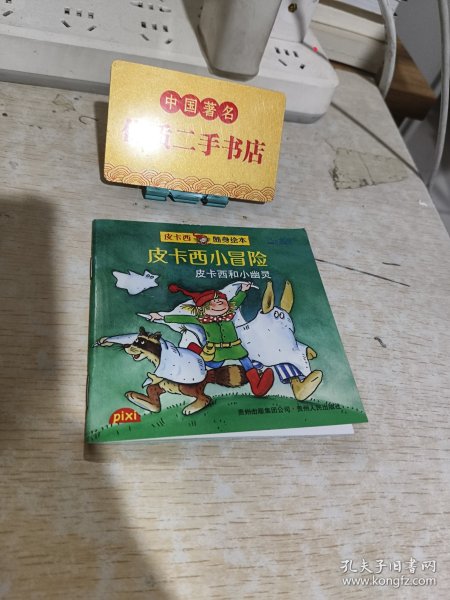 中国著名
优质二手书店
皮卡西 随身绘本
皮卡西小冒险
皮卡西和小幽灵
pixi
贵州出版集团公司·贵州人民出版社
孔夫子旧书网
www.kongfz.com